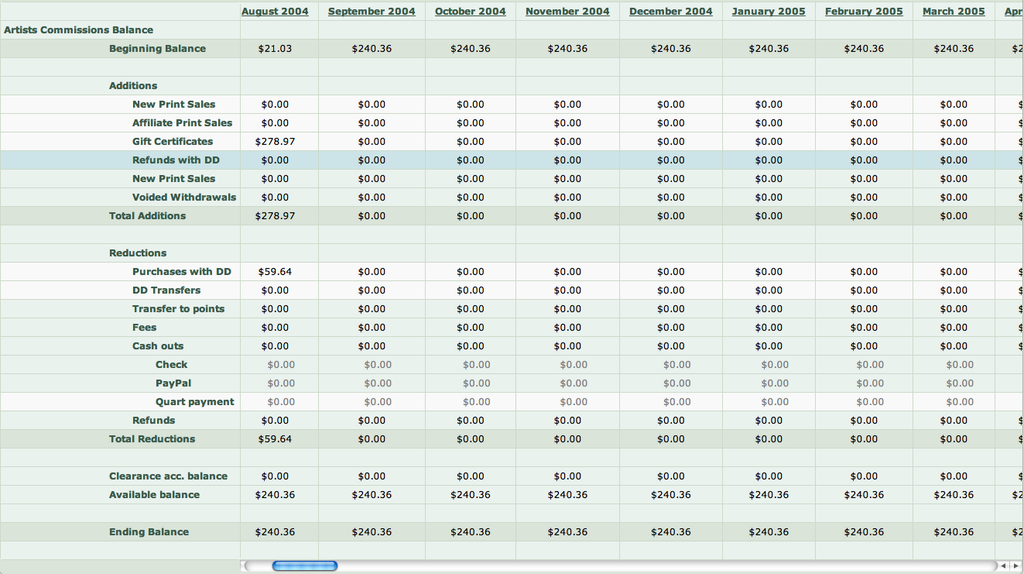 August 2004 September 2004 October 2004 November 2004 December 2004 January 2005 February 2005 March 2005 Apr
Artists Commissions Balance
Beginning Balance $21.03 $240.36 $240.36 $240.36 $240.36 $240.36 $240.36 $240.36 $2
Additions
New Print Sales $0.00 $0.00 $0.00 $0.00 $0.00 $0.00 $0.00 $0.00 $
Affiliate Print Sales $0.00 $0.00 $0.00 $0.00 $0.00 $0.00 $0.00 $0.00 $
Gift Certificates $278.97 $0.00 $0.00 $0.00 $0.00 $0.00 $0.00 $0.00 $
Refunds with DD $0.00 $0.00 $0.00 $0.00 $0.00 $0.00 $0.00 $0.00 $
New Print Sales $0.00 $0.00 $0.00 $0.00 $0.00 $0.00 $0.00 $0.00 $
Voided Withdrawals $0.00 $0.00 $0.00 $0.00 $0.00 $0.00 $0.00 $0.00 $
Total Additions $278.97 $0.00 $0.00 $0.00 $0.00 $0.00 $0.00 $0.00 $
Reductions
Purchases with DD $59.64 $0.00 $0.00 $0.00 $0.00 $0.00 $0.00 $0.00 $
DD Transfers $0.00 $0.00 $0.00 $0.00 $0.00 $0.00 $0.00 $0.00 $
Transfer to points $0.00 $0.00 $0.00 $0.00 $0.00 $0.00 $0.00 $0.00 $
Fees $0.00 $0.00 $0.00 $0.00 $0.00 $0.00 $0.00 $0.00 $
Cash outs $0.00 $0.00 $0.00 $0.00 $0.00 $0.00 $0.00 $0.00 $
Check $0.00 $0.00 $0.00 $0.00 $0.00 $0.00 $0.00 $0.00
PayPal $0.00 $0.00 $0.00 $0.00 $0.00 $0.00 $0.00 $0.00
Quart payment $0.00 $0.00 $0.00 $0.00 $0.00 $0.00 $0.00 $0.00
Refunds $0.00 $0.00 $0.00 $0.00 $0.00 $0.00 $0.00 $0.00 $
Total Reductions $59.64 $0.00 $0.00 $0.00 $0.00 $0.00 $0.00 $0.00 $
Clearance acc. balance $0.00 $0.00 $0.00 $0.00 $0.00 $0.00 $0.00 $0.00 $
Available balance $240.36 $240.36 $240.36 $240.36 $240.36 $240.36 $240.36 $240.36 $2
Ending Balance $240.36 $240.36 $240.36 $240.36 $240.36 $240.36 $240.36 $240.36 $2